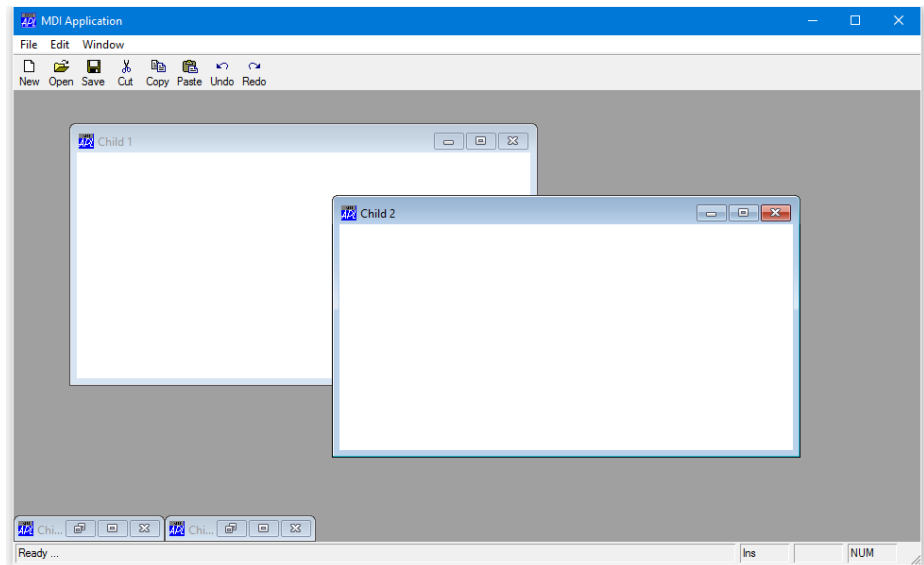 MDI Application
File Edit Window
New Open Save Cut Copy Paste Undo Redo
Child 1
Child 2
Chi... Chi...
Ready ... Ins NUM